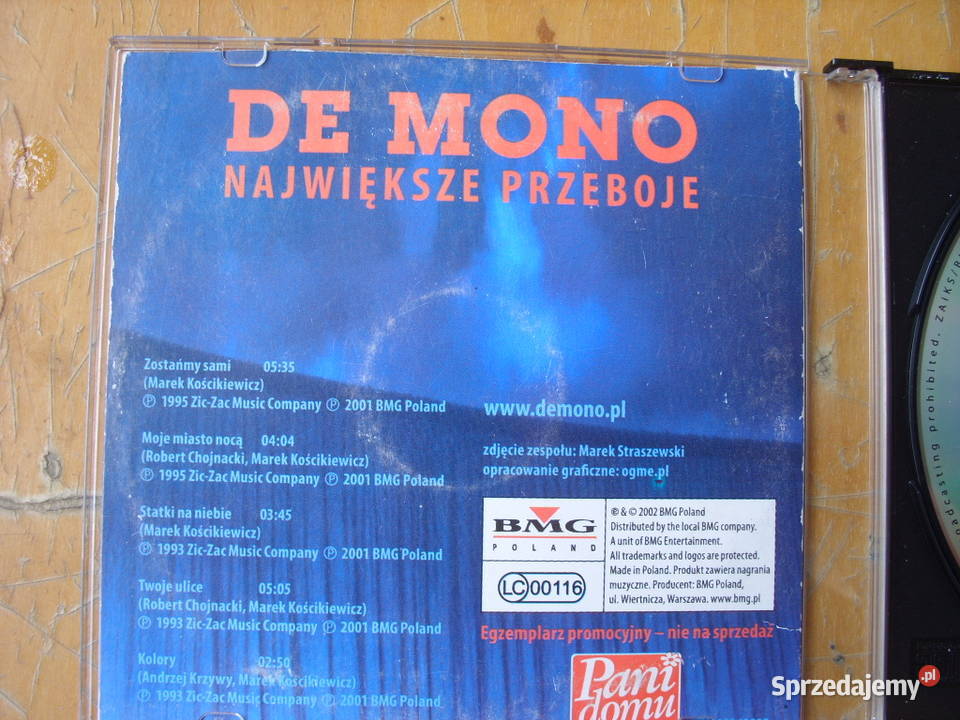 DE MONO
NAJWIĘKSZE PRZEBOJE
Zostańmy sami 05:35
(Marek Kościkiewicz)
℗ 1995 Zic-Zac Music Company ℗ 2001 BMG Poland
Moje miasto nocą 04:04
(Robert Chojnacki, Marek Kościkiewicz)
℗ 1995 Zic-Zac Music Company ℗ 2001 BMG Poland
Statki na niebie 03:45
(Marek Kościkiewicz)
℗ 1993 Zic-Zac Music Company ℗ 2001 BMG Poland
Twoje ulice 05:05
(Robert Chojnacki, Marek Kościkiewicz)
℗ 1993 Zic-Zac Music Company ℗ 2001 BMG Poland
Kolory 02:50
(Andrzej Krzywy, Marek Kościkiewicz)
℗ 1993 Zic-Zac Music Company ℗ 2001 BMG Poland
www.demono.pl
zdjęcie zespołu: Marek Straszewski
opracowanie graficzne: ogme.pl
BMG
POLAND
LC 00116
℗ & © 2002 BMG Poland
Distributed by the local BMG company.
A unit of BMG Entertainment.
All trademarks and logos are protected.
Made in Poland. Produkt zawiera nagrania
muzyczne. Producent: BMG Poland,
ul. Wiertnicza, Warszawa. www.bmg.pl
Egzemplarz promocyjny – nie na sprzedaż
Pani
domu
adcasting prohibited. ZAIKS/B
Sprzedajemy.pl